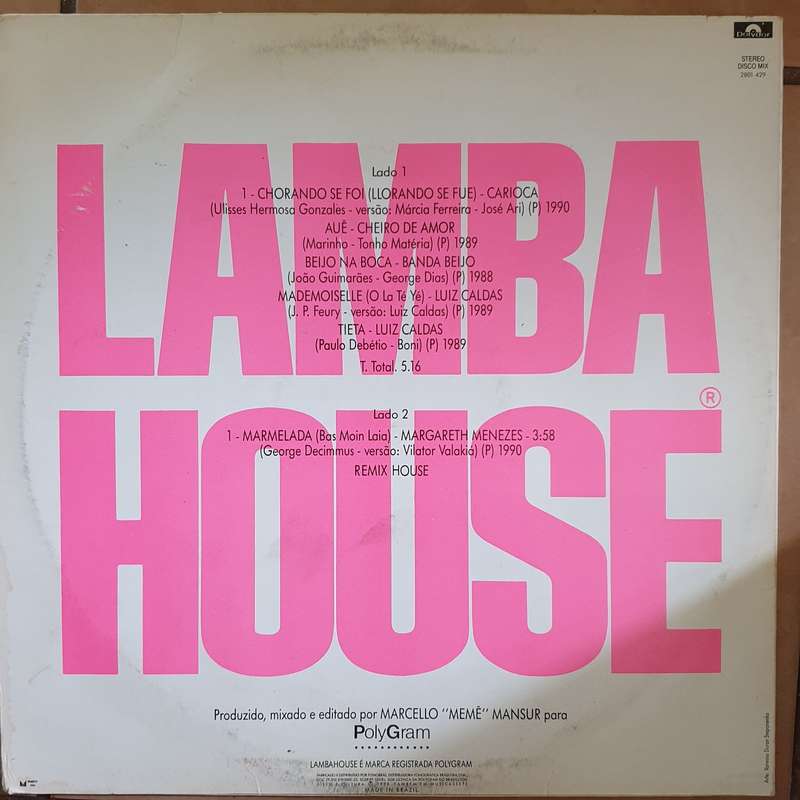 Polydor
STEREO
DISCO MIX
2801 429
LAMBA
HOUSE
®
Lado 1
1 - CHORANDO SE FOI (LLORANDO SE FUE) - CARIOCA
(Ulisses Hermosa Gonzales - versão: Márcia Ferreira - José Ari) (P) 1990
AUÊ - CHEIRO DE AMOR
(Marinho - Tonho Matéria) (P) 1989
BEIJO NA BOCA - BANDA BEIJO
(João Guimarães - George Dias) (P) 1988
MADEMOISELLE (O La Té Yé) - LUIZ CALDAS
(J. P. Feury - versão: Luiz Caldas) (P) 1989
TIETA - LUIZ CALDAS
(Paulo Debétio - Boni) (P) 1989
T. Total. 5.16
Lado 2
1 - MARMELADA (Bas Moin Laia) - MARGARETH MENEZES - 3:58
(George Decimmus - versão: Vilator Valakiá) (P) 1990
REMIX HOUSE
Produzido, mixado e editado por MARCELLO "MEMÊ" MANSUR para
PolyGram
LAMBAHOUSE É MARCA REGISTRADA POLYGRAM
MADE IN BRAZIL